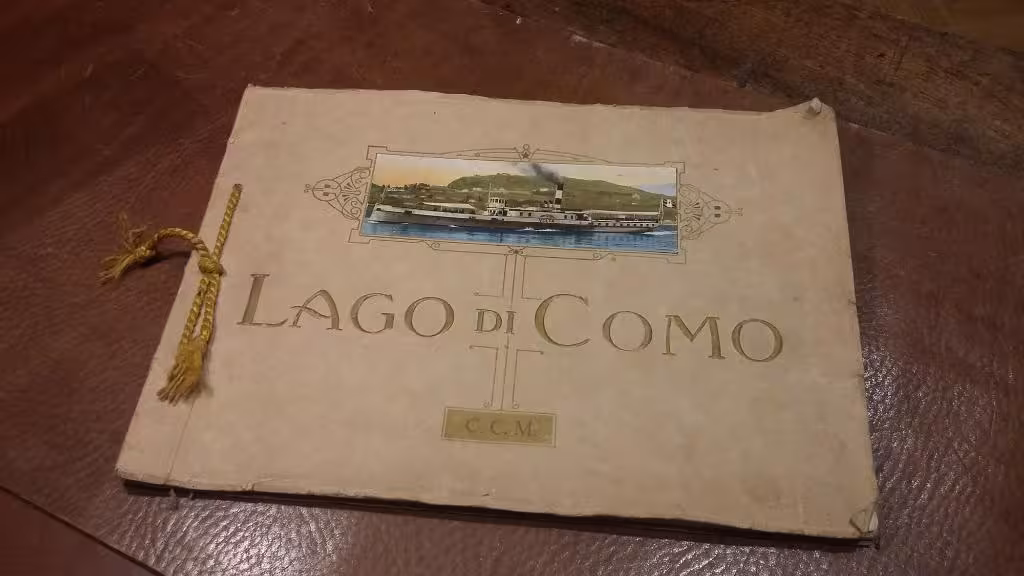 LAGO DI COMO
C. C. M.